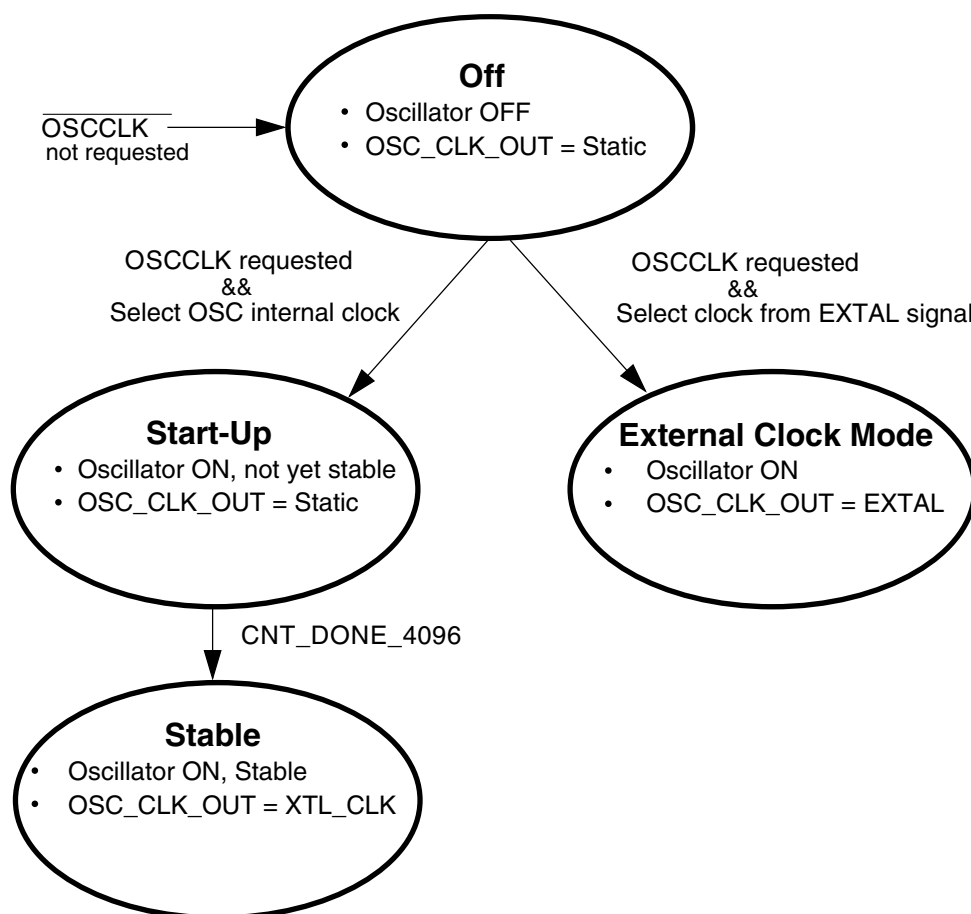 Off
• Oscillator OFF
• OSC_CLK_OUT = Static
OSCCLK
not requested
OSCCLK requested
&&
Select OSC internal clock
OSCCLK requested
&&
Select clock from EXTAL signal
Start-Up
• Oscillator ON, not yet stable
• OSC_CLK_OUT = Static
External Clock Mode
• Oscillator ON
• OSC_CLK_OUT = EXTAL
CNT_DONE_4096
Stable
• Oscillator ON, Stable
• OSC_CLK_OUT = XTL_CLK